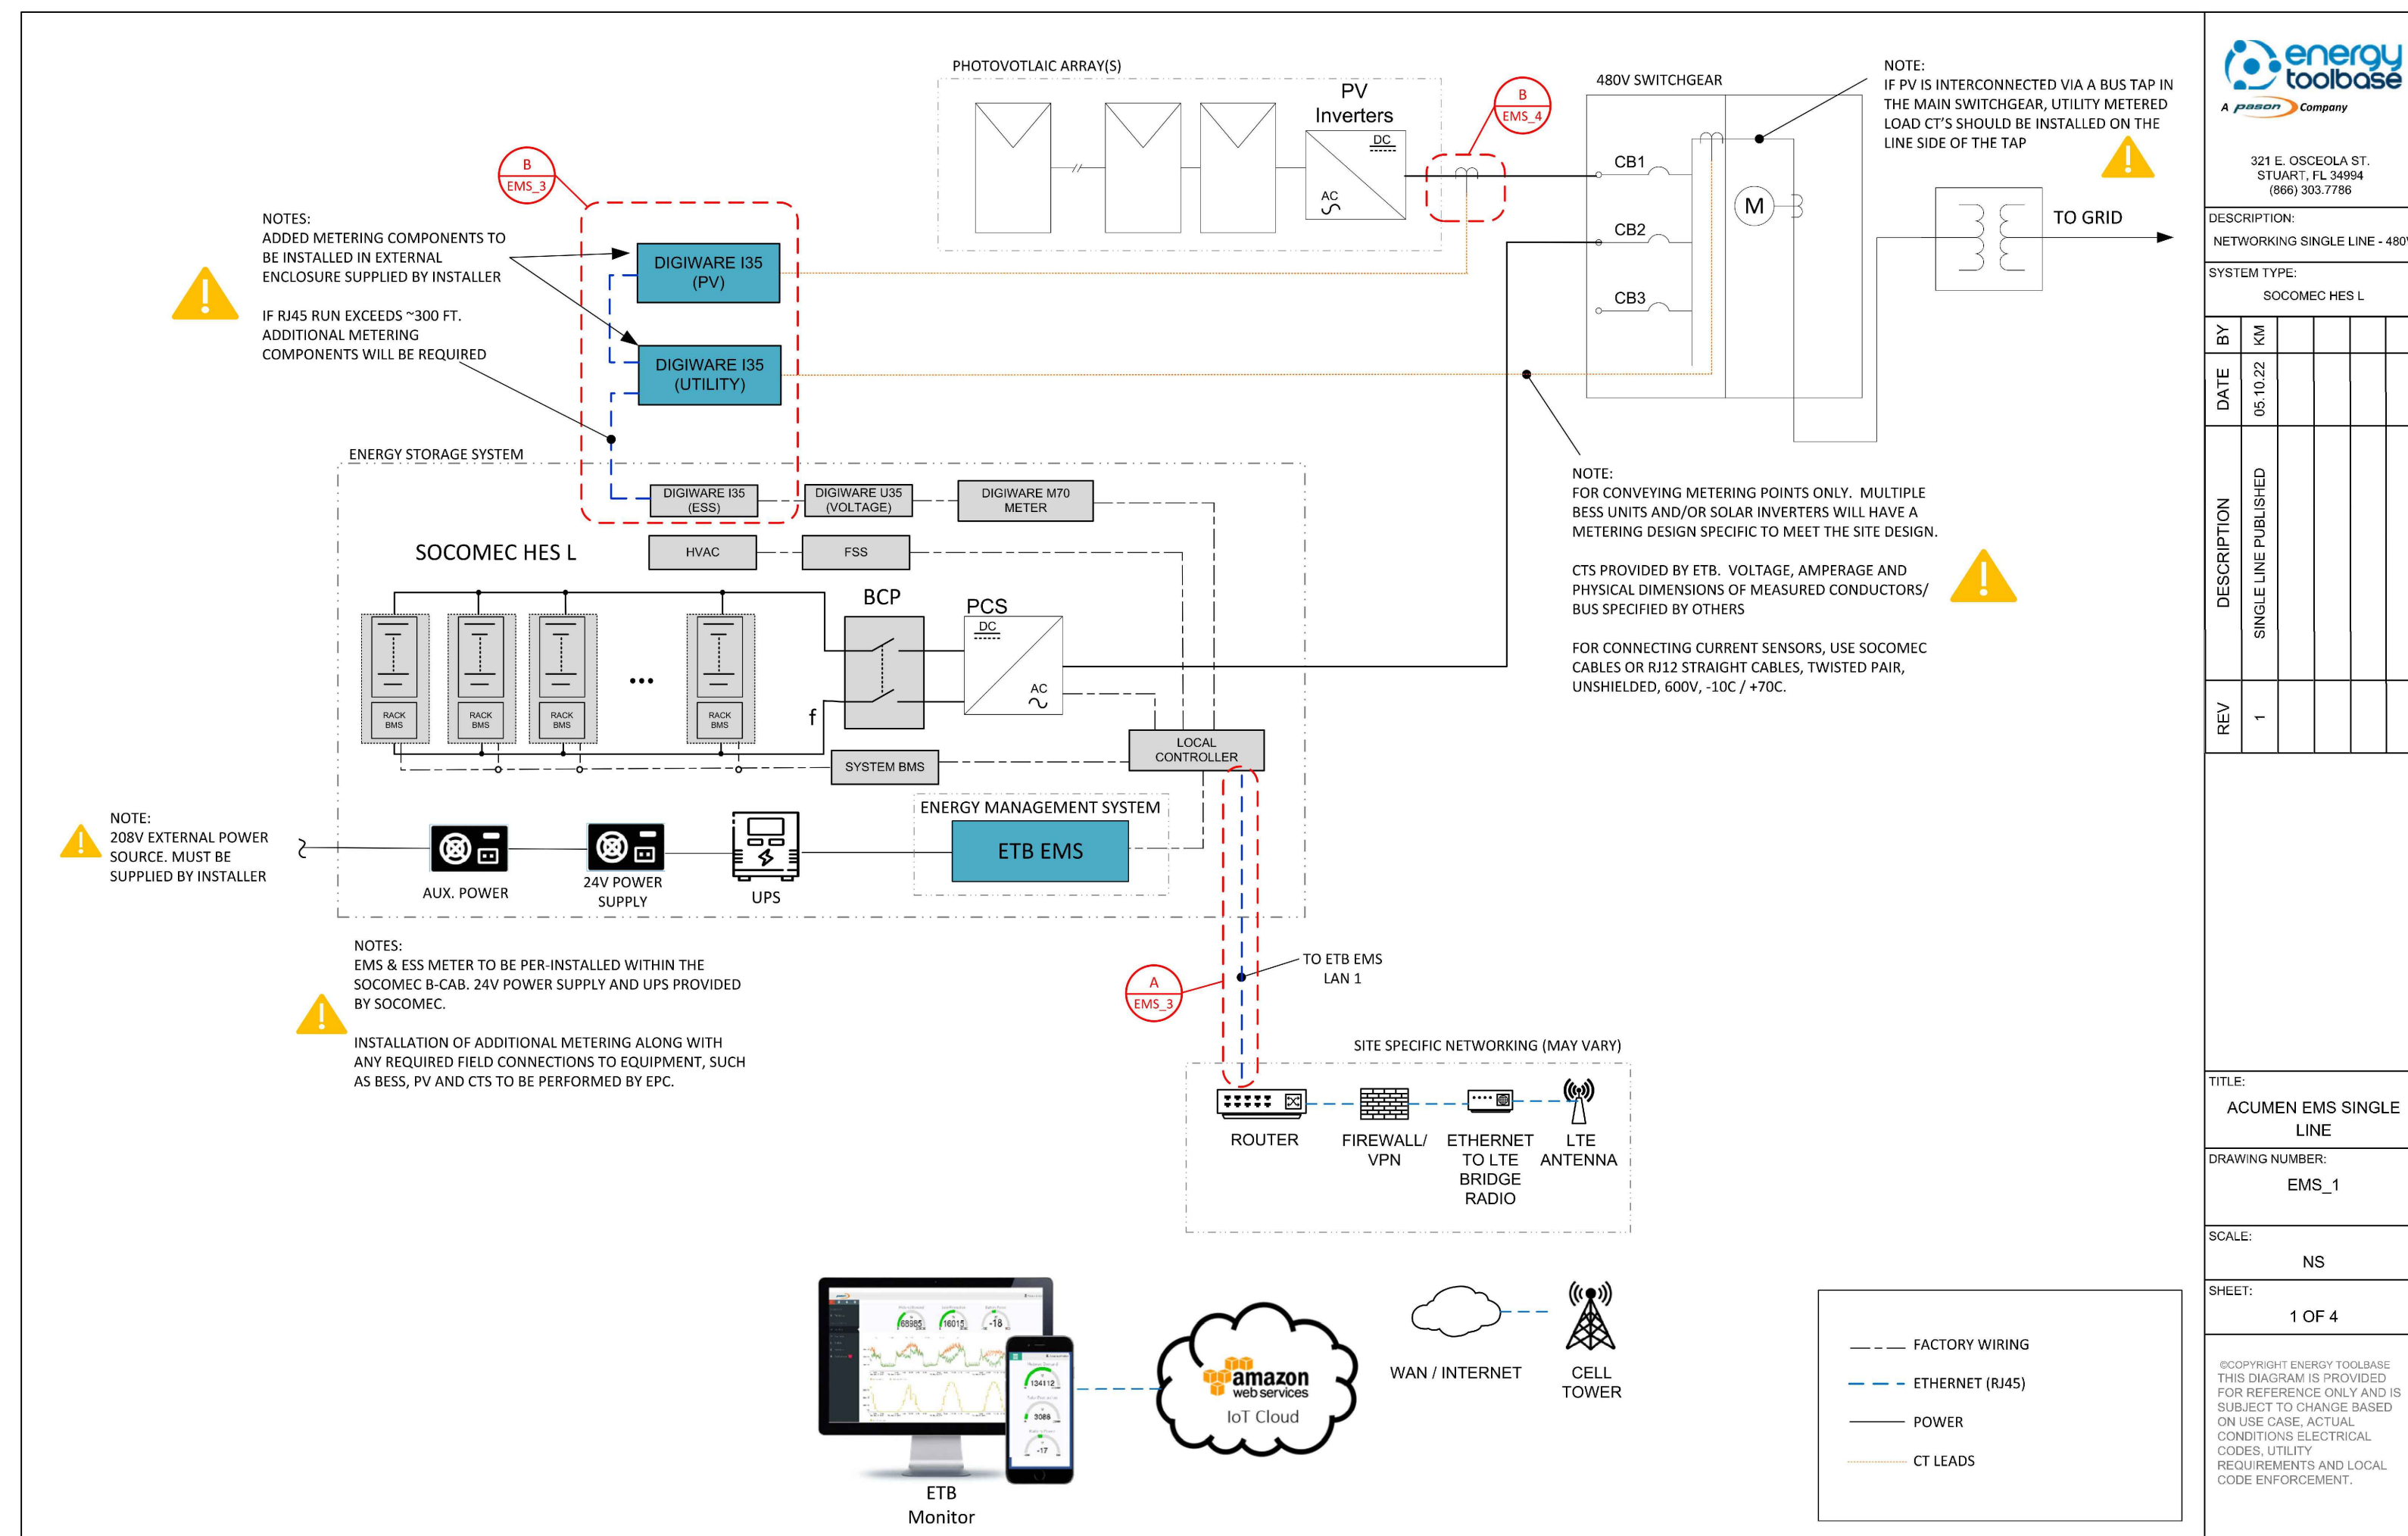 PHOTOVOTLAIC ARRAY(S)
PV
Inverters
DC
AC
B
EMS_4
480V SWITCHGEAR
CB1
CB2
CB3
M
TO GRID
NOTE:
IF PV IS INTERCONNECTED VIA A BUS TAP IN
THE MAIN SWITCHGEAR, UTILITY METERED
LOAD CT'S SHOULD BE INSTALLED ON THE
LINE SIDE OF THE TAP
B
EMS_3
NOTES:
ADDED METERING COMPONENTS TO
BE INSTALLED IN EXTERNAL
ENCLOSURE SUPPLIED BY INSTALLER
IF RJ45 RUN EXCEEDS ~300 FT.
ADDITIONAL METERING
COMPONENTS WILL BE REQUIRED
DIGIWARE I35
(PV)
DIGIWARE I35
(UTILITY)
ENERGY STORAGE SYSTEM
DIGIWARE I35
(ESS)
DIGIWARE U35
(VOLTAGE)
DIGIWARE M70
METER
SOCOMEC HES L
HVAC
FSS
BCP
PCS
DC
AC
RACK
BMS
RACK
BMS
RACK
BMS
...
RACK
BMS
f
SYSTEM BMS
LOCAL
CONTROLLER
ENERGY MANAGEMENT SYSTEM
ETB EMS
AUX. POWER
24V POWER
SUPPLY
UPS
NOTE:
208V EXTERNAL POWER
SOURCE. MUST BE
SUPPLIED BY INSTALLER
NOTE:
FOR CONVEYING METERING POINTS ONLY. MULTIPLE
BESS UNITS AND/OR SOLAR INVERTERS WILL HAVE A
METERING DESIGN SPECIFIC TO MEET THE SITE DESIGN.
CTS PROVIDED BY ETB. VOLTAGE, AMPERAGE AND
PHYSICAL DIMENSIONS OF MEASURED CONDUCTORS/
BUS SPECIFIED BY OTHERS
FOR CONNECTING CURRENT SENSORS, USE SOCOMEC
CABLES OR RJ12 STRAIGHT CABLES, TWISTED PAIR,
UNSHIELDED, 600V, -10C / +70C.
NOTES:
EMS & ESS METER TO BE PER-INSTALLED WITHIN THE
SOCOMEC B-CAB. 24V POWER SUPPLY AND UPS PROVIDED
BY SOCOMEC.
INSTALLATION OF ADDITIONAL METERING ALONG WITH
ANY REQUIRED FIELD CONNECTIONS TO EQUIPMENT, SUCH
AS BESS, PV AND CTS TO BE PERFORMED BY EPC.
A
EMS_3
TO ETB EMS
LAN 1
SITE SPECIFIC NETWORKING (MAY VARY)
ROUTER
FIREWALL/
VPN
ETHERNET
TO LTE
BRIDGE
RADIO
LTE
ANTENNA
68985
16015
-18
134112
3086
-17
ETB
Monitor
amazon
web services
IoT Cloud
WAN / INTERNET
CELL
TOWER
FACTORY WIRING
ETHERNET (RJ45)
POWER
CT LEADS
energy
toolbase
A pason Company
321 E. OSCEOLA ST.
STUART, FL 34994
(866) 303.7786
DESCRIPTION:
NETWORKING SINGLE LINE - 480V
SYSTEM TYPE:
SOCOMEC HES L
BY
KM
DATE
05.10.22
DESCRIPTION
SINGLE LINE PUBLISHED
REV
1
TITLE:
ACUMEN EMS SINGLE
LINE
DRAWING NUMBER:
EMS_1
SCALE:
NS
SHEET:
1 OF 4
©COPYRIGHT ENERGY TOOLBASE
THIS DIAGRAM IS PROVIDED
FOR REFERENCE ONLY AND IS
SUBJECT TO CHANGE BASED
ON USE CASE, ACTUAL
CONDITIONS ELECTRICAL
CODES, UTILITY
REQUIREMENTS AND LOCAL
CODE ENFORCEMENT.